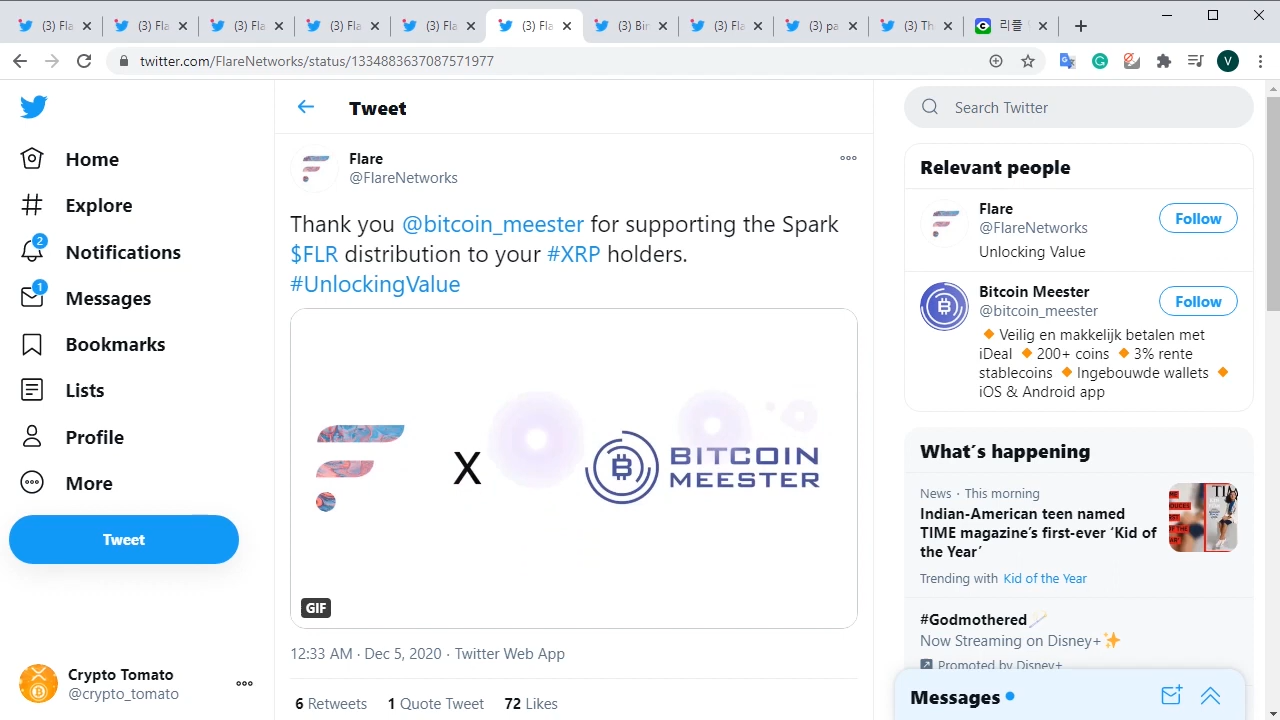 (3) Fla
(3) Fla
(3) Fla
(3) Fla
(3) Fla
(3) Fla
(3) Bir
(3) Fla
(3) pa
(3) Th
리플
twitter.com/FlareNetworks/status/1334883637087571977
V
Home
Explore
2
Notifications
1
Messages
Bookmarks
Lists
Profile
More
Tweet
Crypto Tomato
@crypto_tomato
Tweet
Flare
@FlareNetworks
Thank you @bitcoin_meester for supporting the Spark
$FLR distribution to your #XRP holders.
#UnlockingValue
X
BITCOIN
MEESTER
GIF
12:33 AM · Dec 5, 2020 · Twitter Web App
6 Retweets 1 Quote Tweet 72 Likes
Search Twitter
Relevant people
Flare
@FlareNetworks
Follow
Unlocking Value
Bitcoin Meester
@bitcoin_meester
Follow
🔸Veilig en makkelijk betalen met
iDeal 🔸200+ coins 🔸3% rente
stablecoins 🔸Ingebouwde wallets 🔸
iOS & Android app
What's happening
News · This morning
Indian-American teen named
TIME magazine's first-ever 'Kid of
the Year'
Trending with Kid of the Year
#Godmothered
Now Streaming on Disney+✨
Promoted by Disney+
Messages